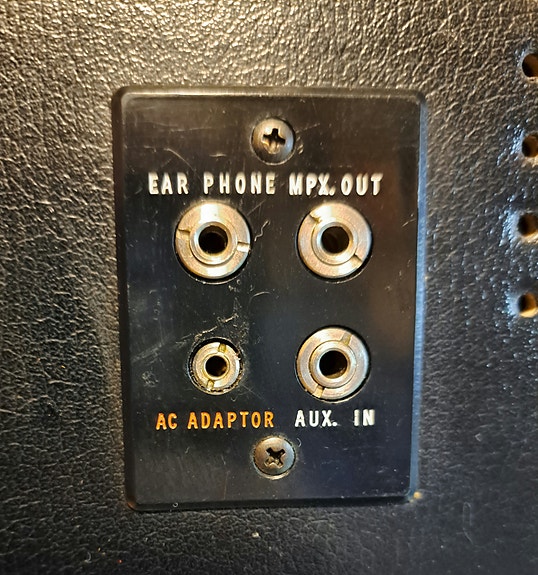 EAR PHONE MPX. OUT
AC ADAPTOR AUX. IN